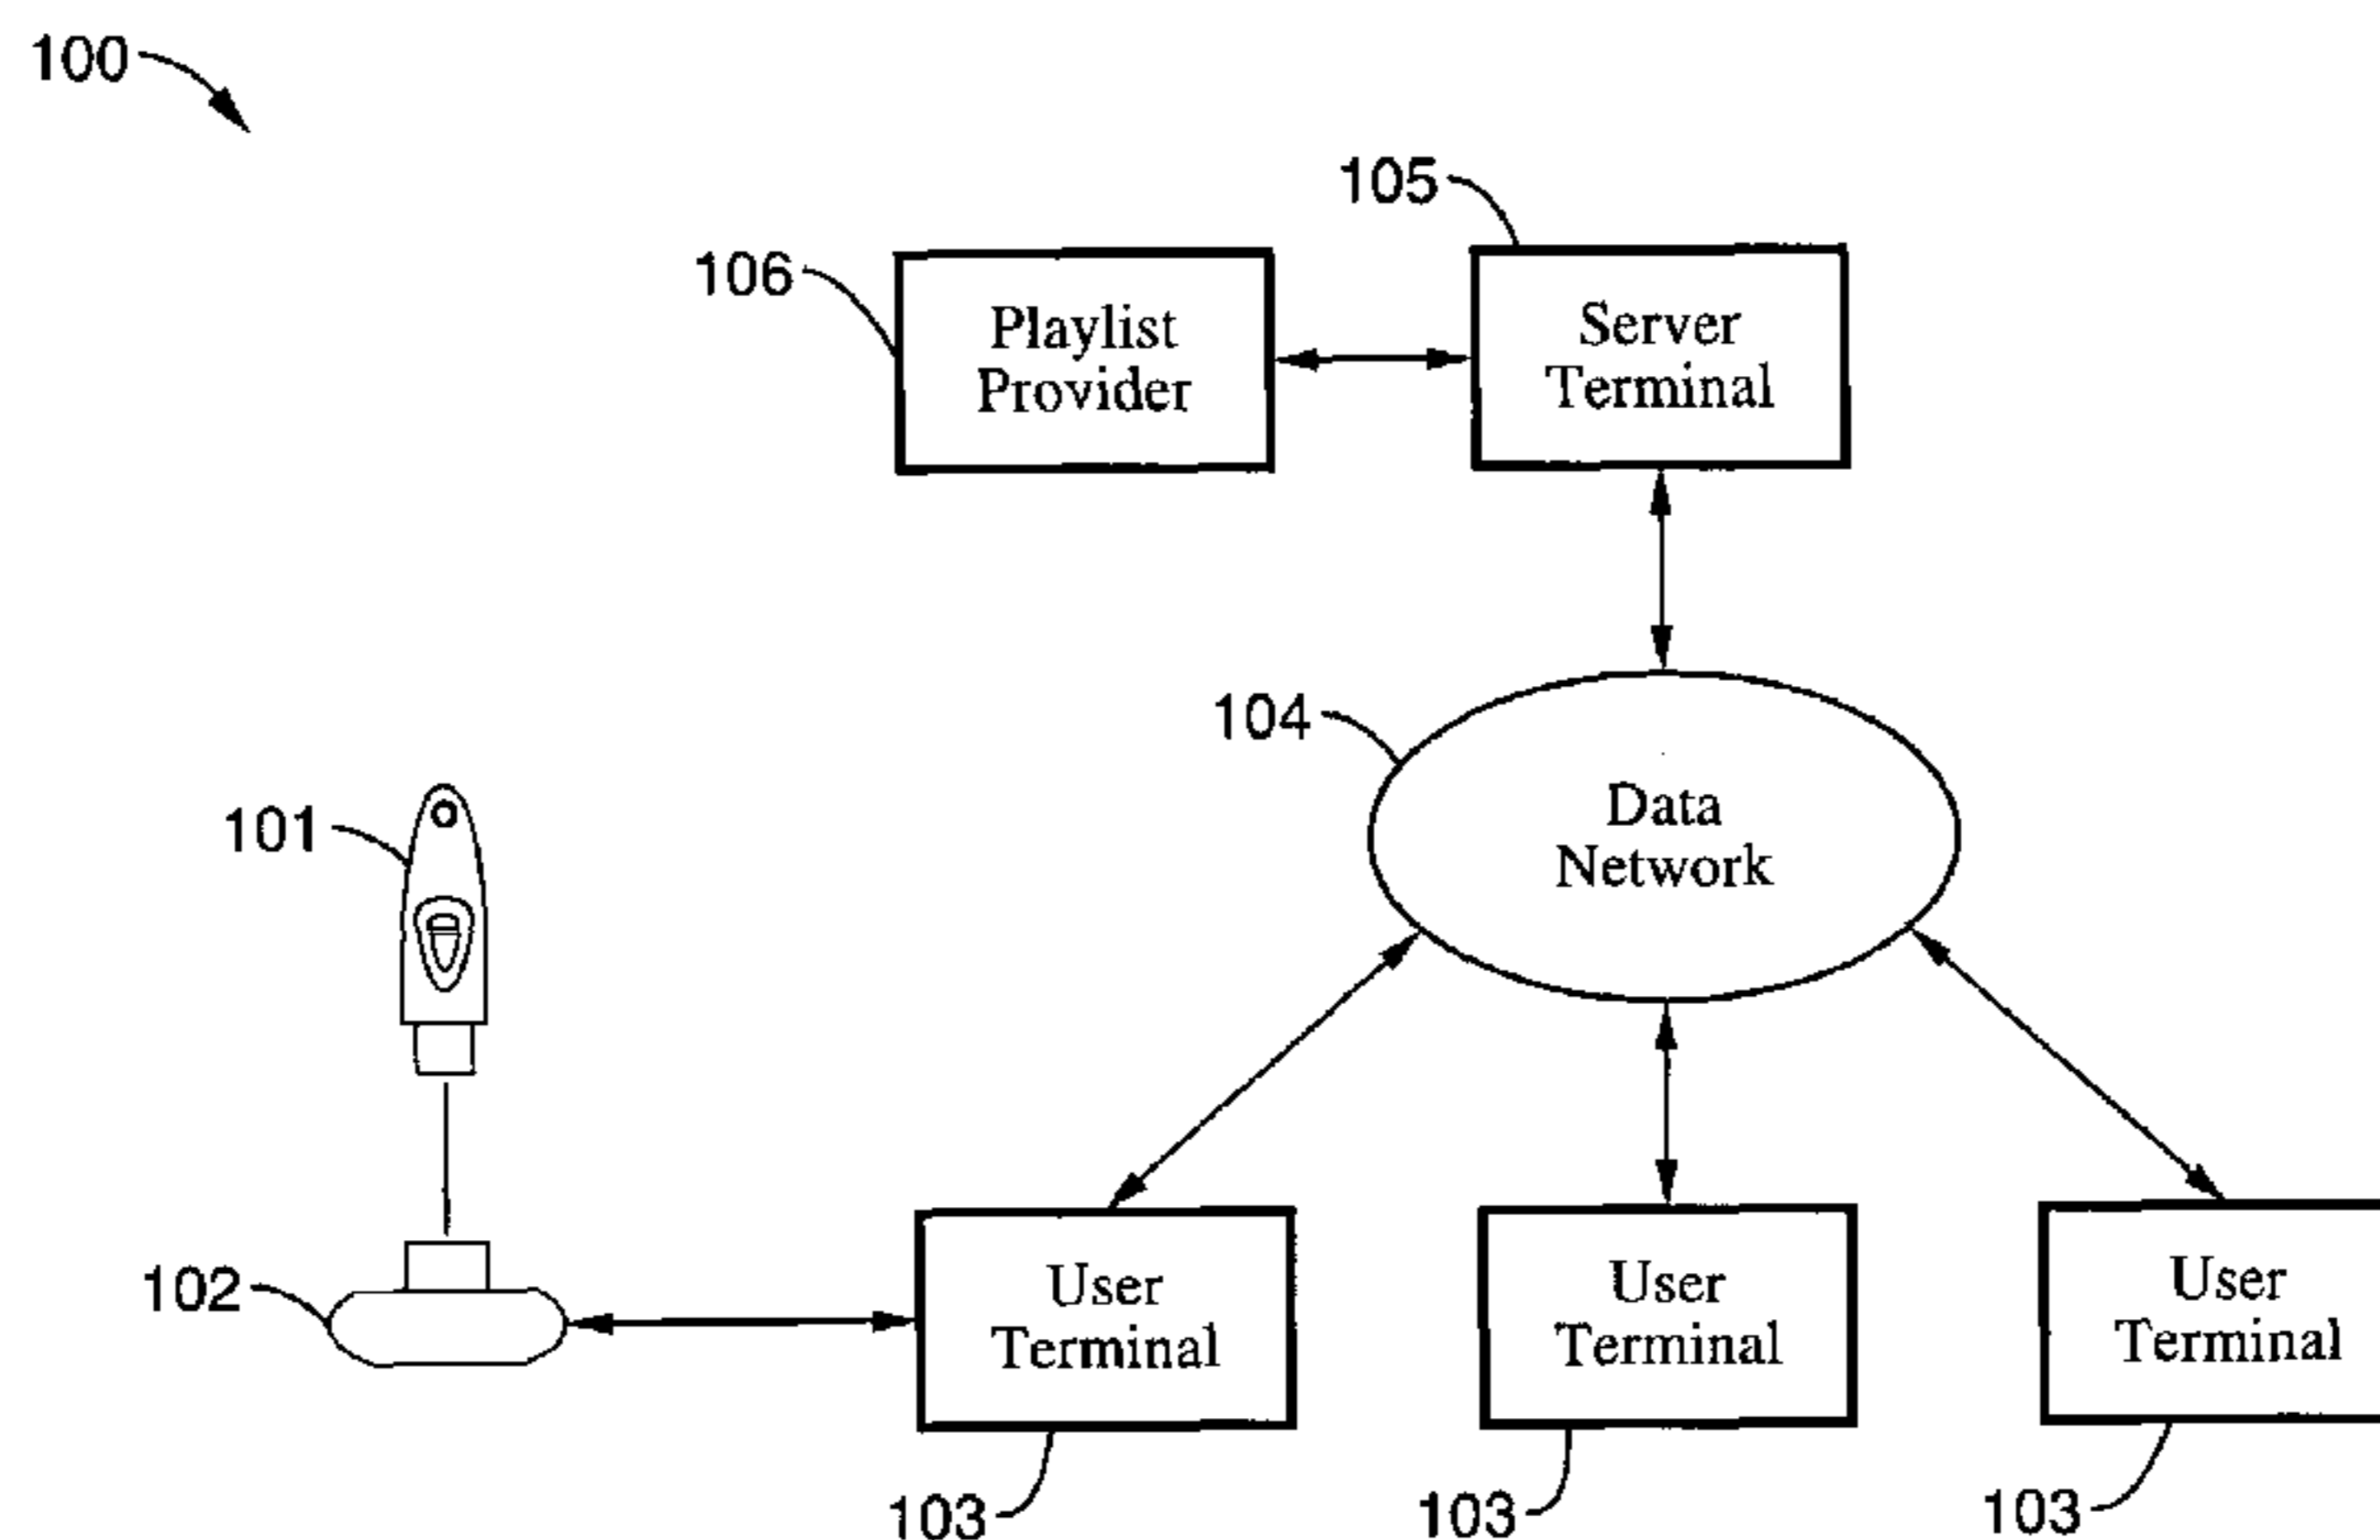 100
105
106
Playlist
Provider
Server
Terminal
104
Data
Network
101
102
User
Terminal
User
Terminal
User
Terminal
103
103
103